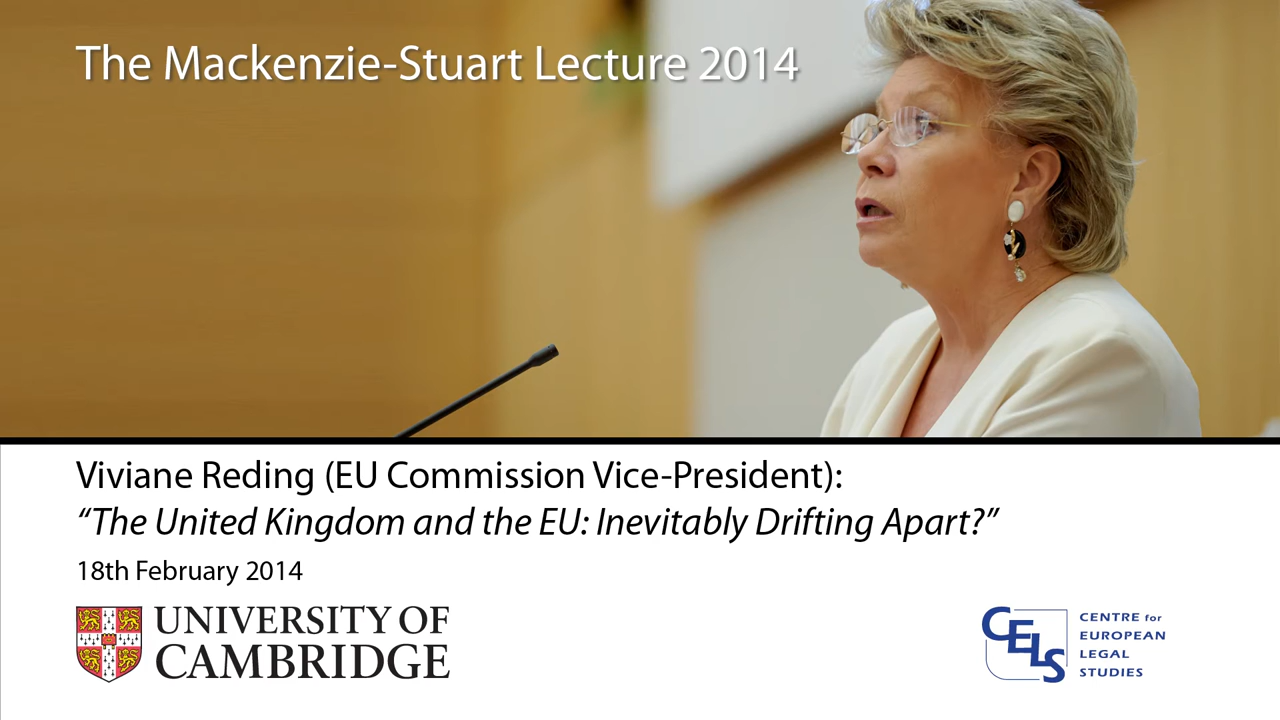 The Mackenzie-Stuart Lecture 2014
Viviane Reding (EU Commission Vice-President):
“The United Kingdom and the EU: Inevitably Drifting Apart?”
18th February 2014
UNIVERSITY OF
CAMBRIDGE
CELS
CENTRE for
EUROPEAN
LEGAL
STUDIES